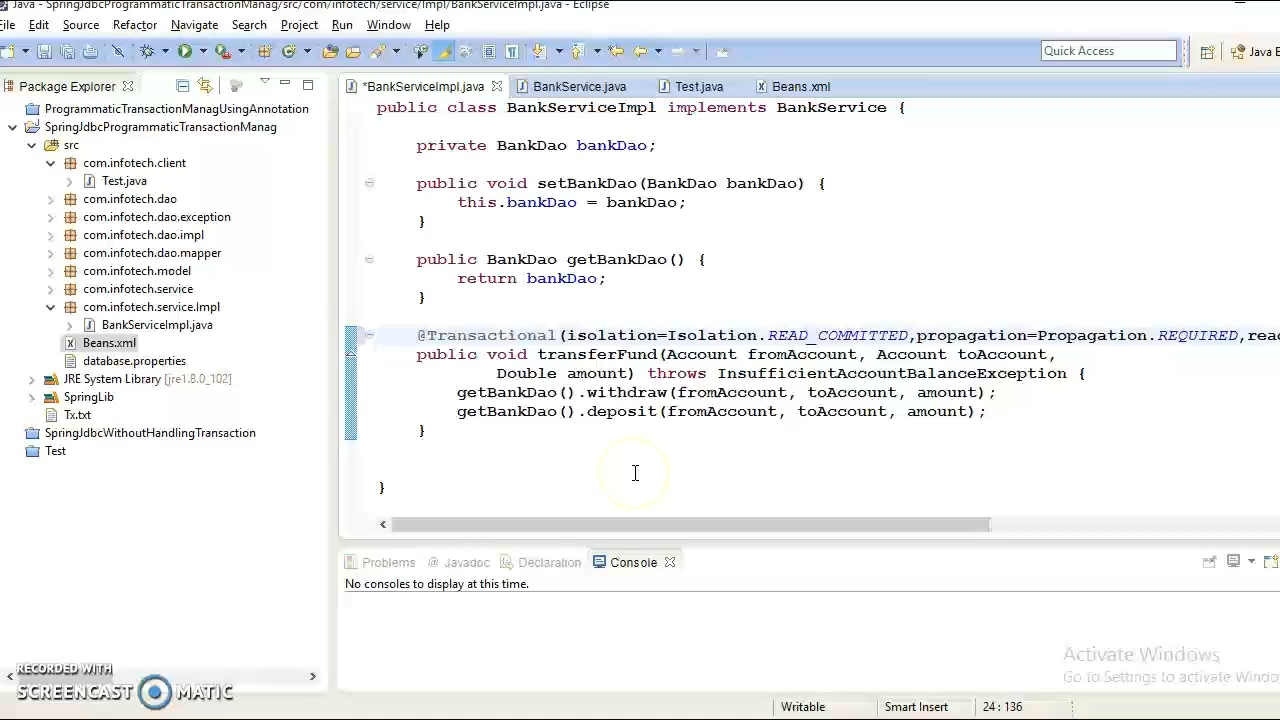 Java - SpringJdbcProgrammaticTransactionManag/src/com/infotech/service/Impl/BankServiceImpl.java - Eclipse
File Edit Source Refactor Navigate Search Project Run Window Help
Quick Access
Java E
Package Explorer
*BankServiceImpl.java BankService.java Test.java Beans.xml
ProgrammaticTransactionManagUsingAnnotation
SpringJdbcProgrammaticTransactionManag
src
com.infotech.client
Test.java
com.infotech.dao
com.infotech.dao.exception
com.infotech.dao.impl
com.infotech.dao.mapper
com.infotech.model
com.infotech.service
com.infotech.service.Impl
BankServiceImpl.java
Beans.xml
database.properties
JRE System Library [jre1.8.0_102]
SpringLib
Tx.txt
SpringJdbcWithoutHandlingTransaction
Test
public class BankServiceImpl implements BankService {
private BankDao bankDao;
public void setBankDao(BankDao bankDao) {
this.bankDao = bankDao;
}
public BankDao getBankDao() {
return bankDao;
}
@Transactional(isolation=Isolation.READ_COMMITTED,propagation=Propagation.REQUIRED,reac
public void transferFund(Account fromAccount, Account toAccount,
Double amount) throws InsufficientAccountBalanceException {
getBankDao().withdraw(fromAccount, toAccount, amount);
getBankDao().deposit(fromAccount, toAccount, amount);
}
}
Problems @ Javadoc Declaration Console
No consoles to display at this time.
Activate Windows
Go to Settings to activate Window
RECORDED WITH
SCREENCAST MATIC
Writable Smart Insert 24 : 136